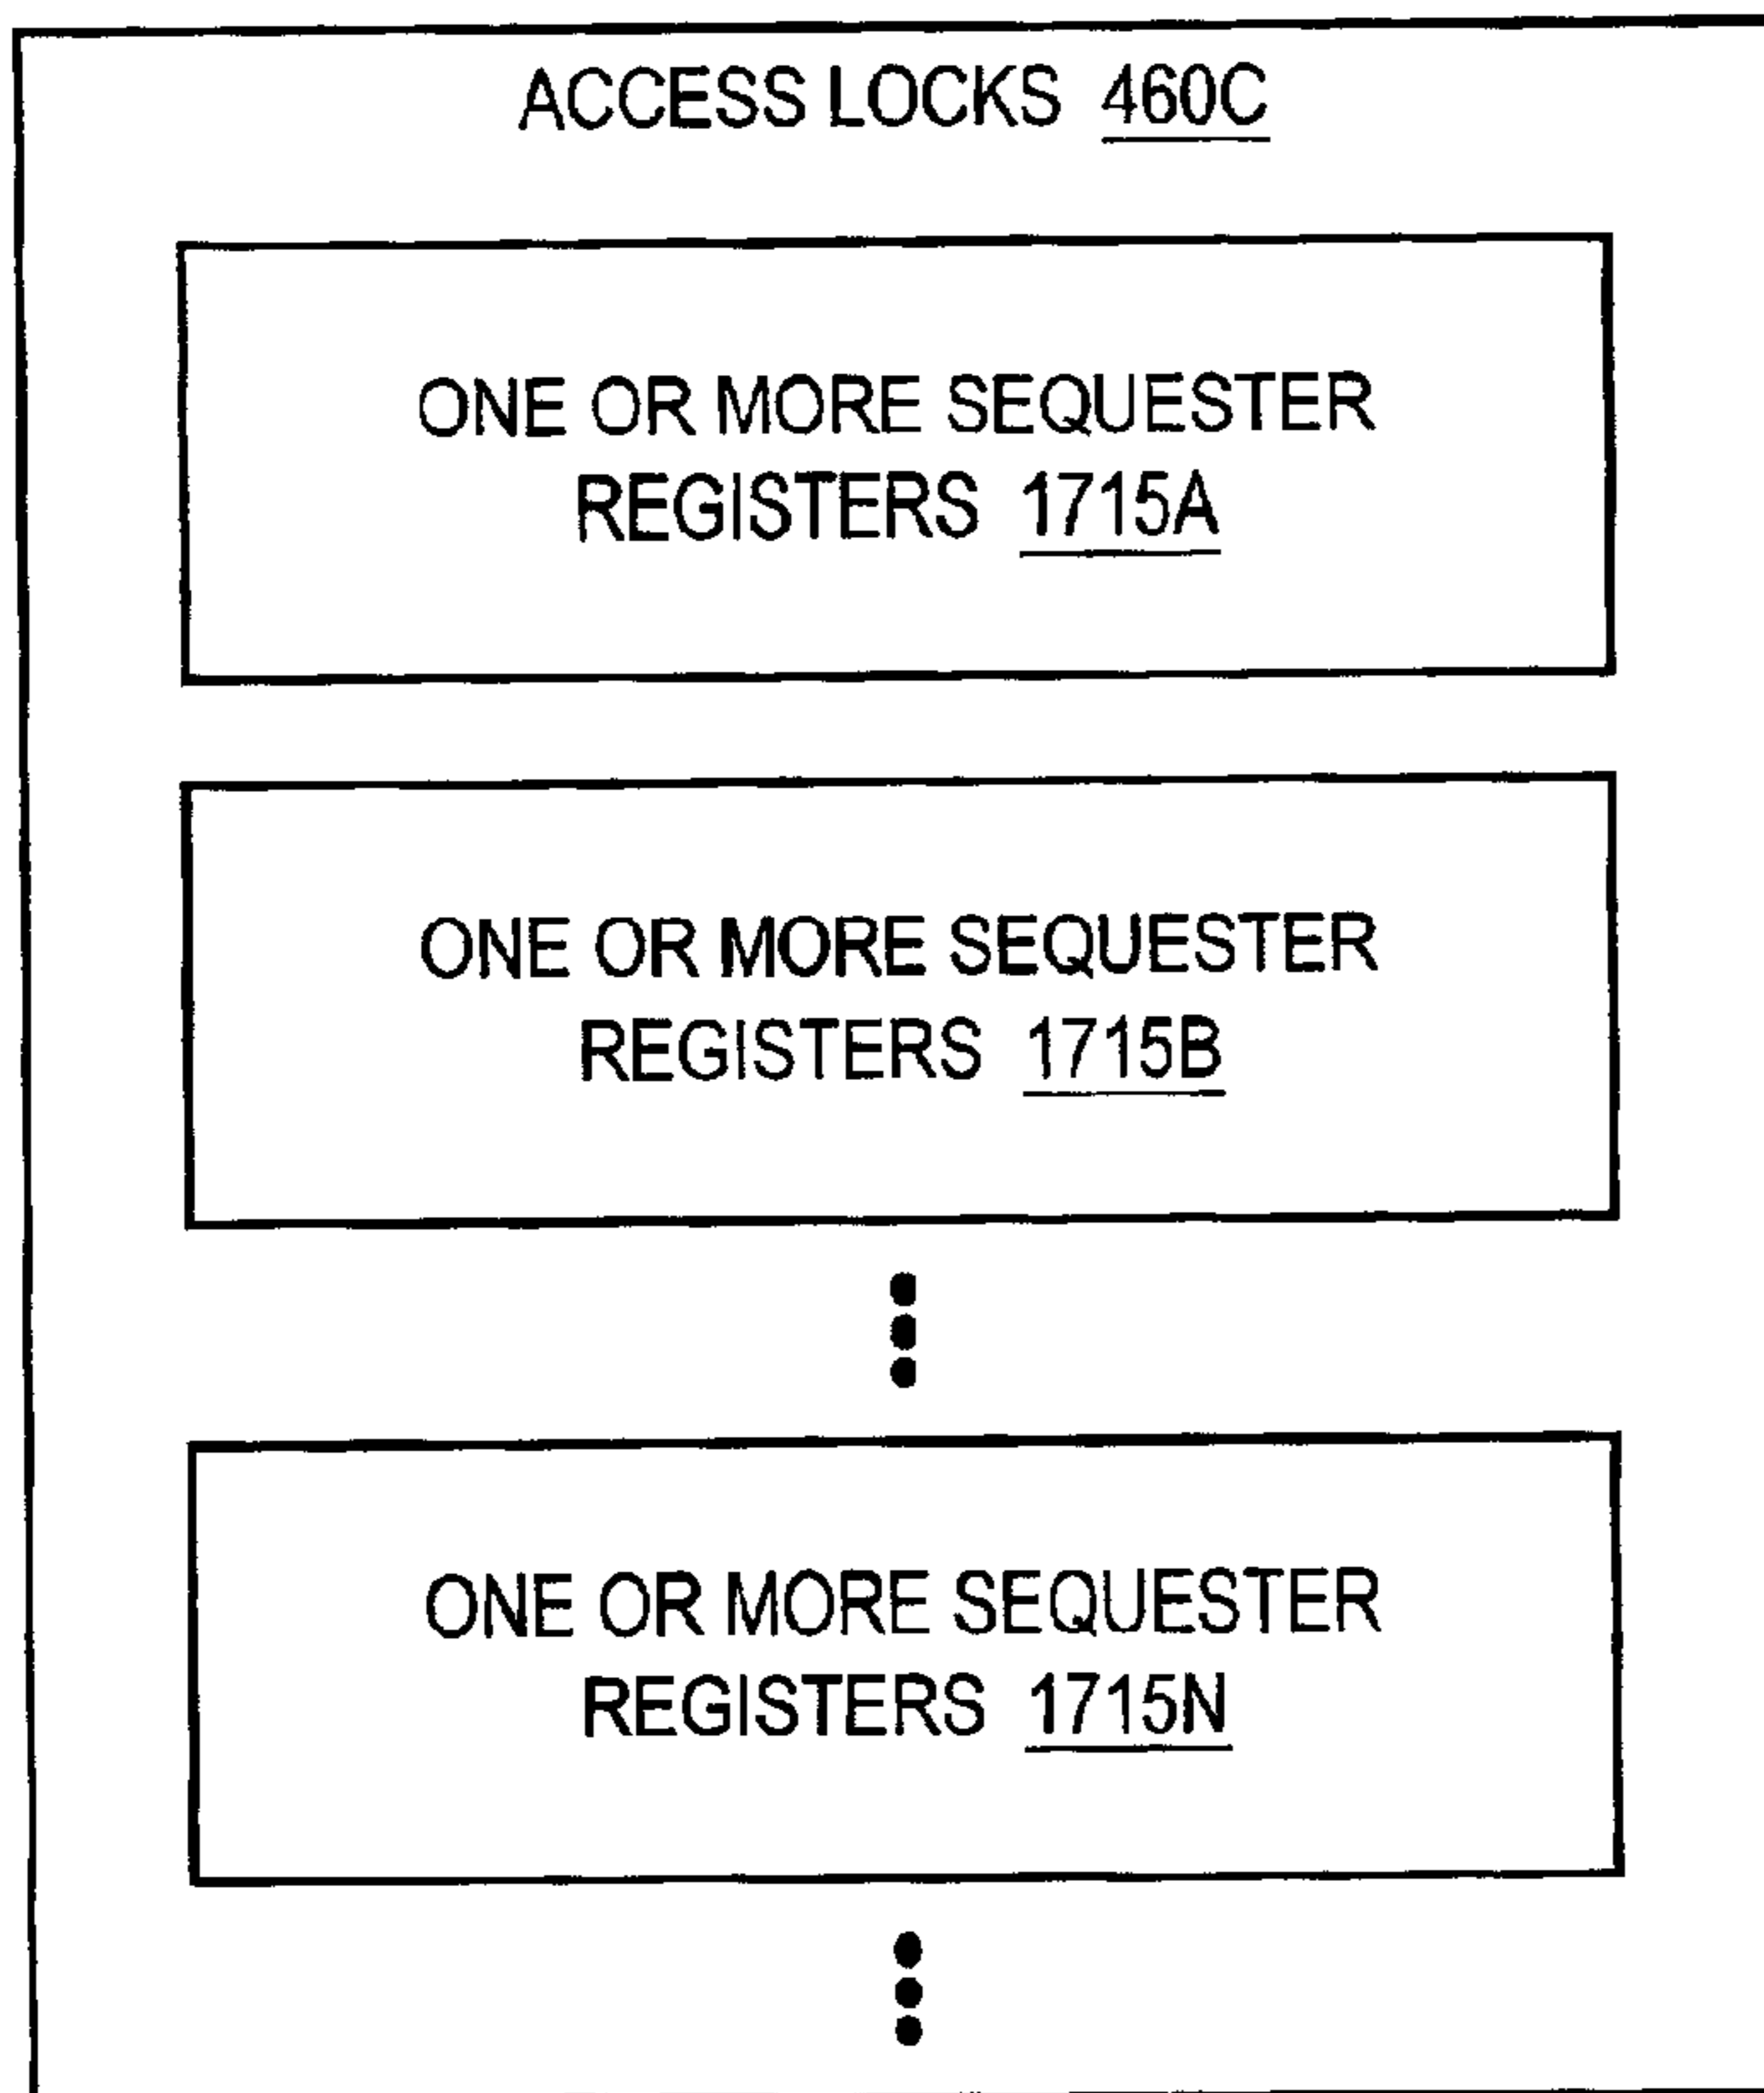 ACCESS LOCKS 460C
ONE OR MORE SEQUESTER
REGISTERS 1715A
ONE OR MORE SEQUESTER
REGISTERS 1715B
ONE OR MORE SEQUESTER
REGISTERS 1715N